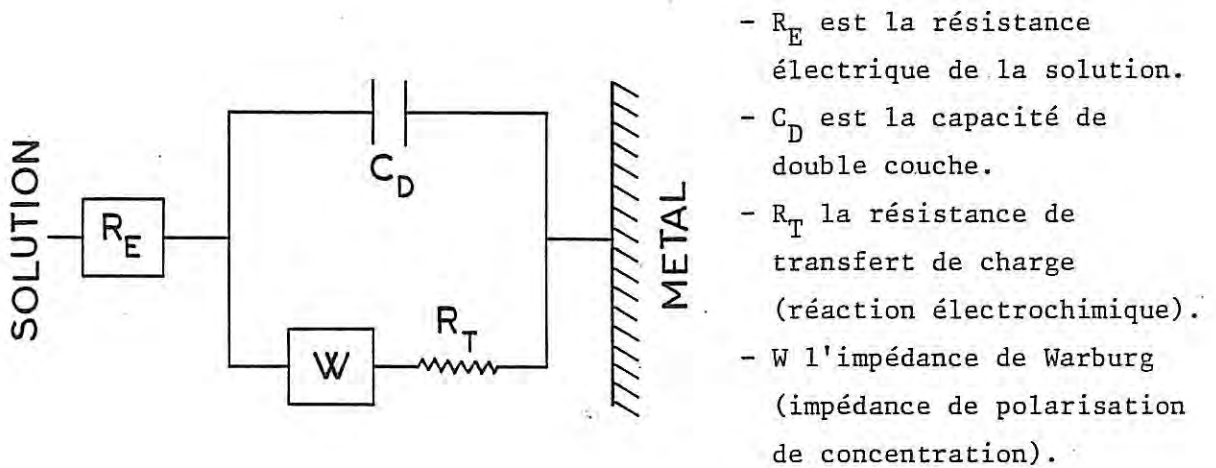 SOLUTION
R_E
C_D
W
R_T
METAL
- R_E est la résistance
électrique de la solution.
- C_D est la capacité de
double couche.
- R_T la résistance de
transfert de charge
(réaction électrochimique).
- W l'impédance de Warburg
(impédance de polarisation
de concentration).